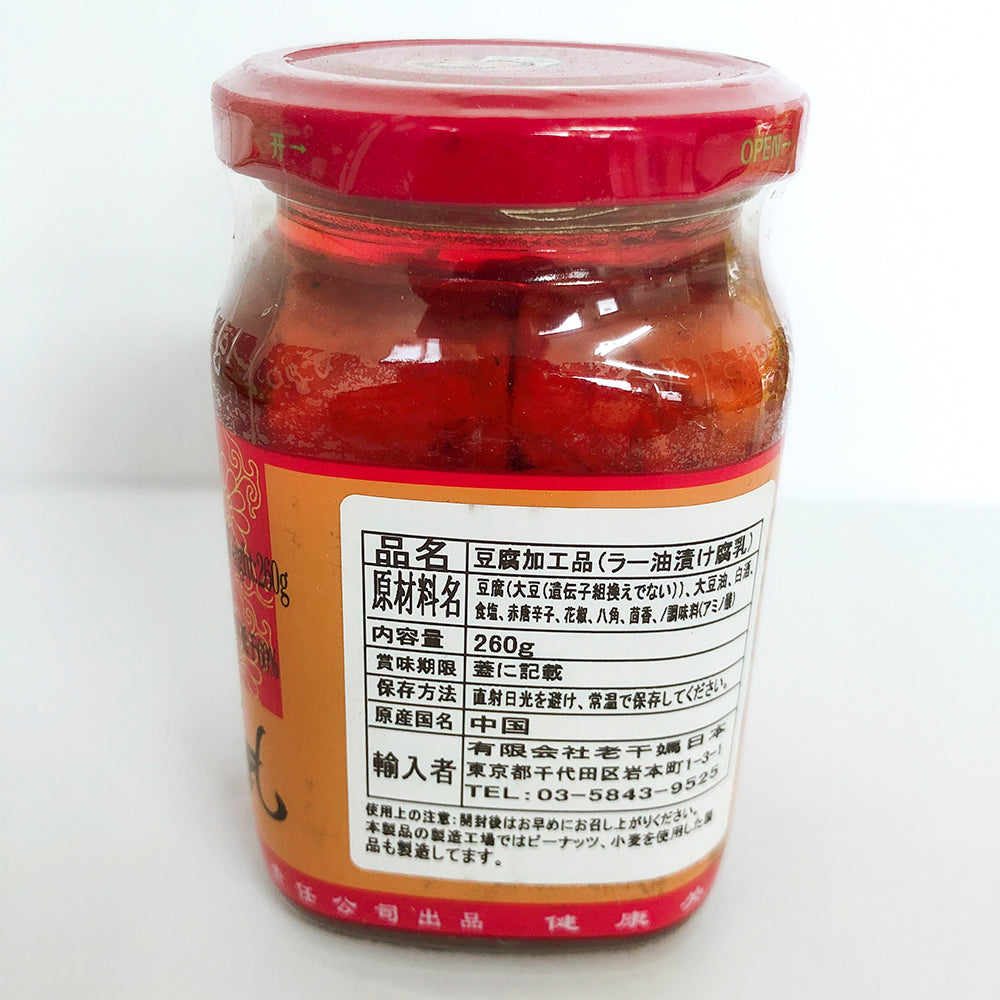 开→
OPEN→
260g
品名 豆腐加工品(ラー油漬け腐乳)
原材料名 豆腐(大豆(遺伝子組換えでない))、大豆油、白酒、
食塩、赤唐辛子、花椒、八角、茴香、/調味料(アミノ酸)
内容量 260g
賞味期限 蓋に記載
保存方法 直射日光を避け、常温で保存してください。
原産国名 中国
輸入者 有限会社老干媽日本
東京都千代田区岩本町1-3-1
TEL:03-5843-9525
使用上の注意:開封後はお早めにお召し上がりください。
本製品の製造工場ではピーナッツ、小麦を使用した製
品も製造してます。
任公司出品 健康